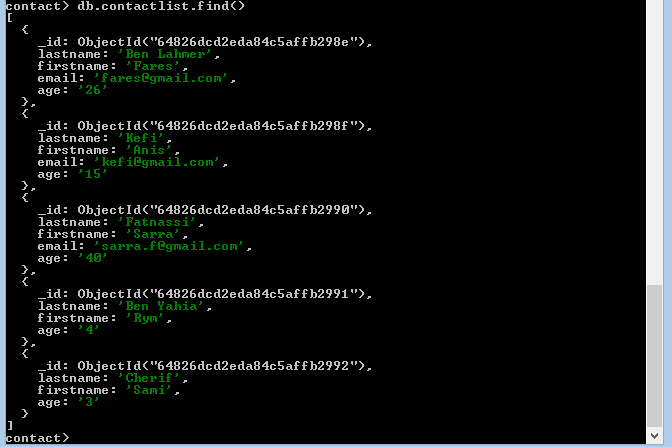 contact> db.contactlist.find()
[
  {
    _id: ObjectId("64826dcd2eda84c5affb298e"),
    lastname: 'Ben Lahmer',
    firstname: 'Fares',
    email: 'fares@gmail.com',
    age: '26'
  },
  {
    _id: ObjectId("64826dcd2eda84c5affb298f"),
    lastname: 'Kefi',
    firstname: 'Anis',
    email: 'kefi@gmail.com',
    age: '15'
  },
  {
    _id: ObjectId("64826dcd2eda84c5affb2990"),
    lastname: 'Fatnassi',
    firstname: 'Sarra',
    email: 'sarra.f@gmail.com',
    age: '40'
  },
  {
    _id: ObjectId("64826dcd2eda84c5affb2991"),
    lastname: 'Ben Yahia',
    firstname: 'Rym',
    age: '4'
  },
  {
    _id: ObjectId("64826dcd2eda84c5affb2992"),
    lastname: 'Cherif',
    firstname: 'Sami',
    age: '3'
  }
]
contact>